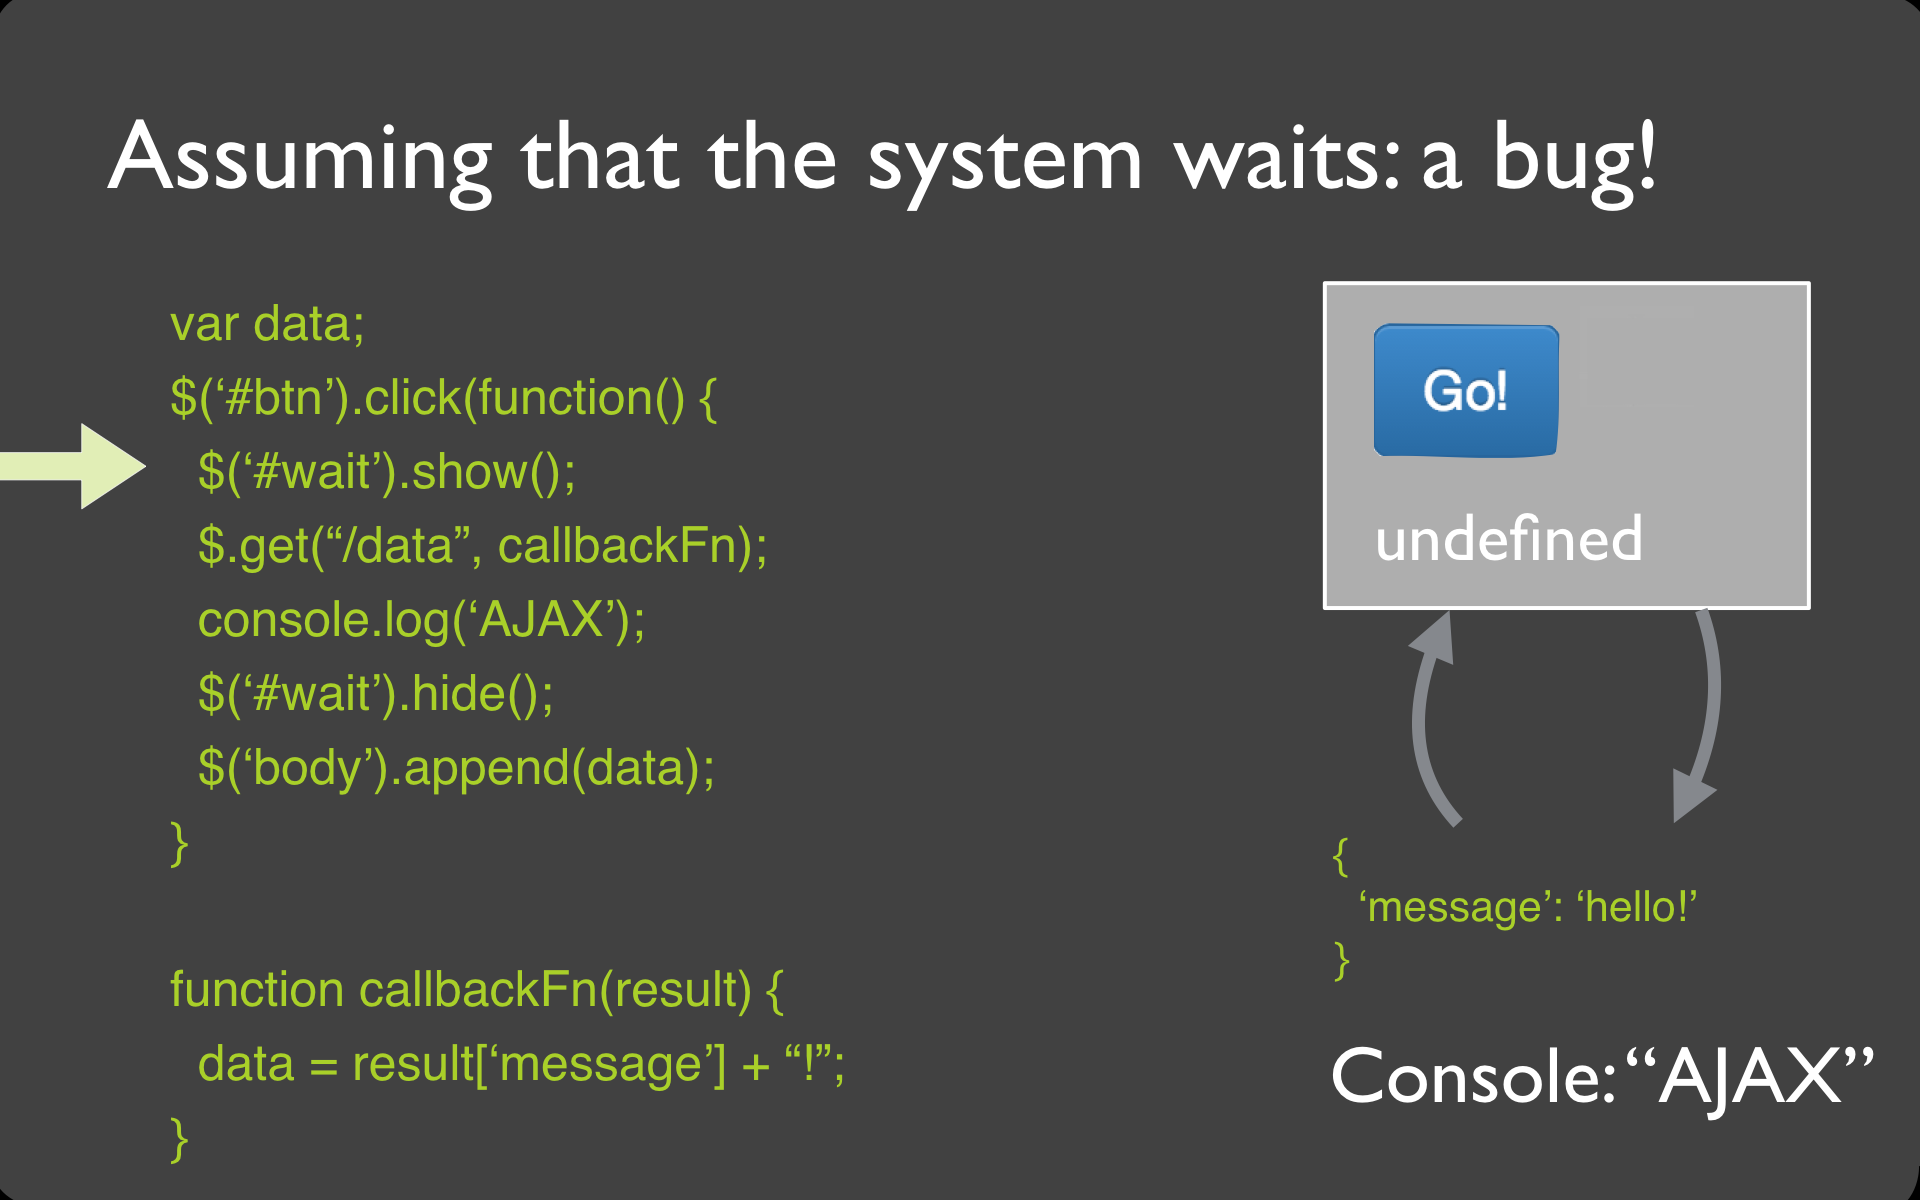 Assuming that the system waits: a bug!
var data;
$(‘#btn’).click(function() {
$(‘#wait’).show();
$.get(“/data”, callbackFn);
console.log(‘AJAX’);
$(‘#wait’).hide();
$(‘body’).append(data);
}
function callbackFn(result) {
data = result[‘message’] + “!”;
}
Go!
undefined
{
‘message’: ‘hello!’
}
Console: “AJAX”